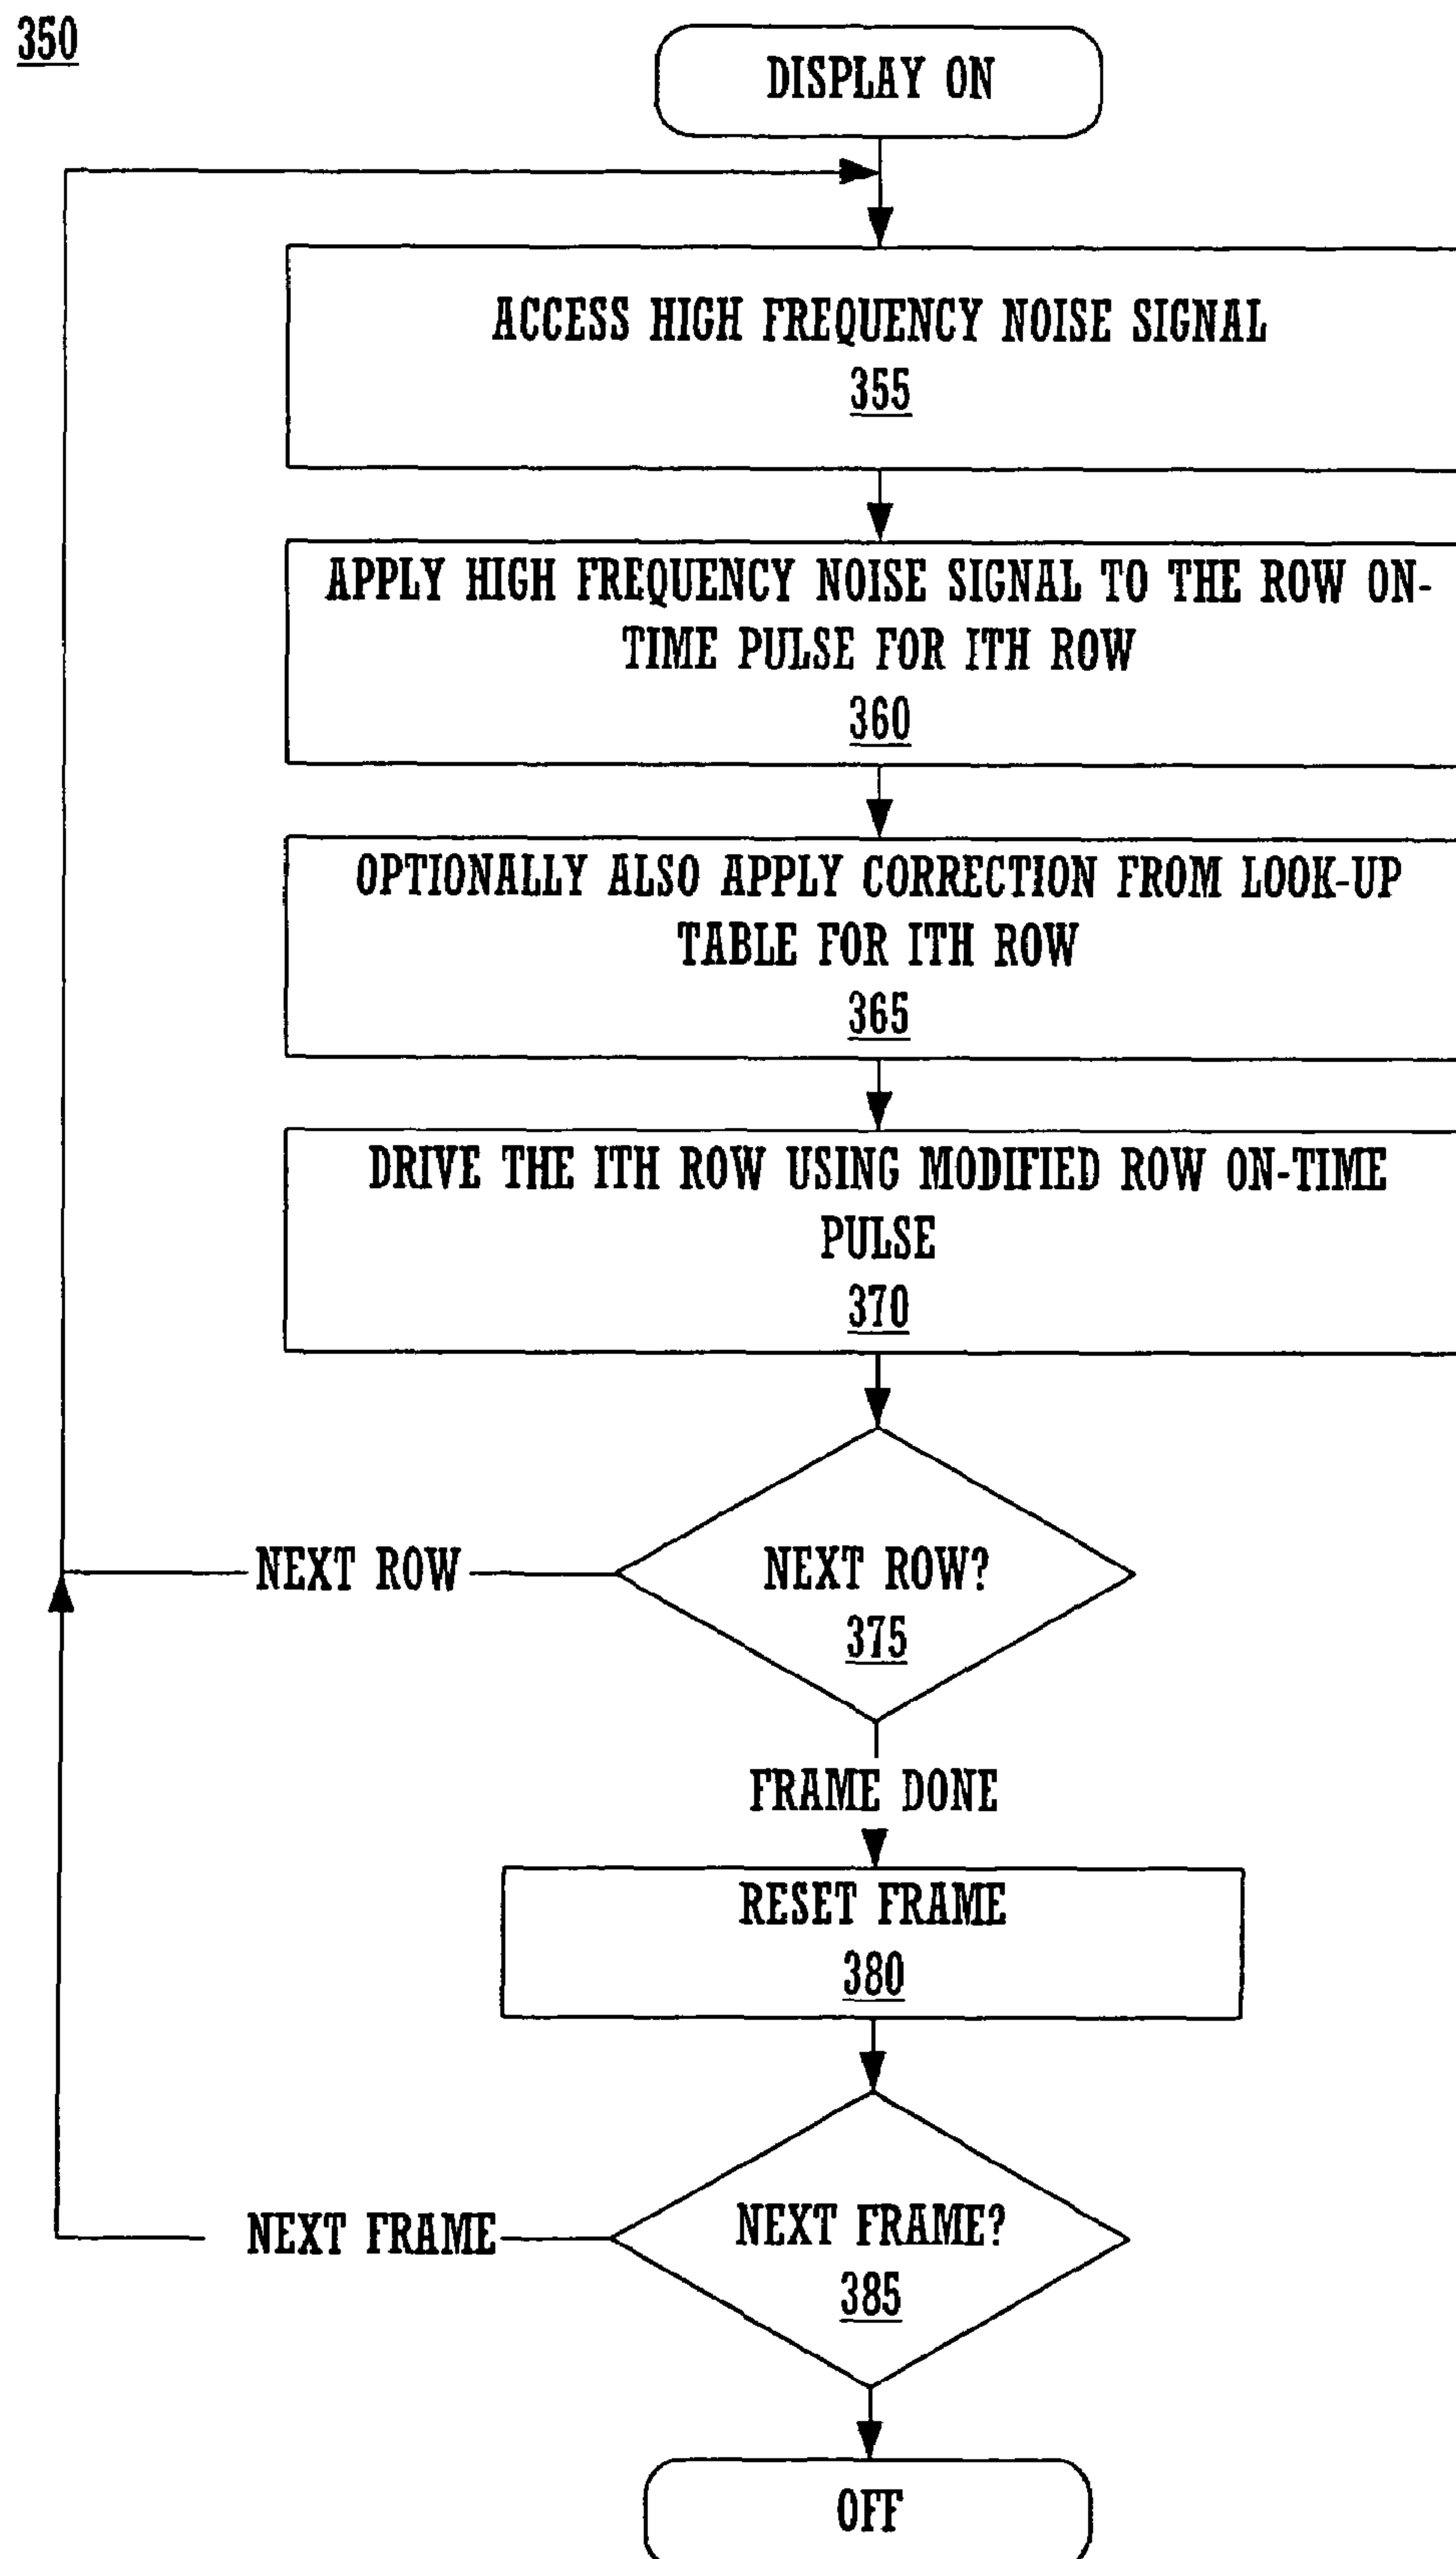 350
DISPLAY ON
ACCESS HIGH FREQUENCY NOISE SIGNAL
355
APPLY HIGH FREQUENCY NOISE SIGNAL TO THE ROW ON-
TIME PULSE FOR ITH ROW
360
OPTIONALLY ALSO APPLY CORRECTION FROM LOOK-UP
TABLE FOR ITH ROW
365
DRIVE THE ITH ROW USING MODIFIED ROW ON-TIME
PULSE
370
NEXT ROW
NEXT ROW?
375
FRAME DONE
RESET FRAME
380
NEXT FRAME
NEXT FRAME?
385
OFF